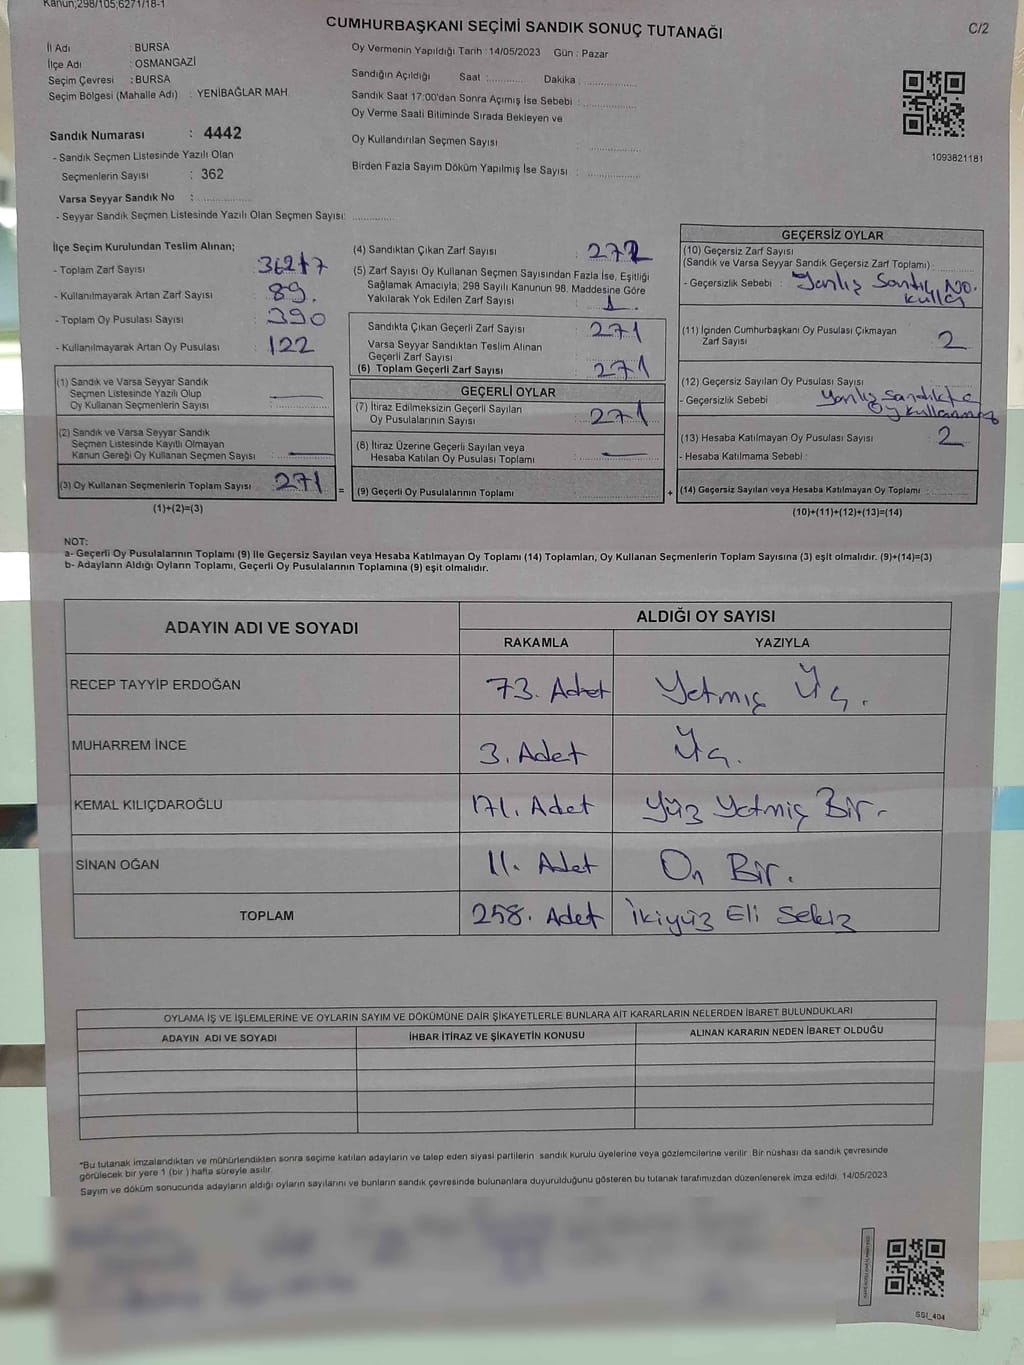 Kanun;298/105;6271/18-1
CUMHURBAŞKANI SEÇİMİ SANDIK SONUÇ TUTANAĞI
C/2
İl Adı : BURSA
İlçe Adı : OSMANGAZİ
Seçim Çevresi : BURSA
Seçim Bölgesi (Mahalle Adı) : YENİBAĞLAR MAH.
Oy Vermenin Yapıldığı Tarih : 14/05/2023 Gün : Pazar
Sandığın Açıldığı Saat :............ Dakika :................
Sandık Saat 17:00'dan Sonra Açımış İse Sebebi :................
Oy Verme Saati Bitiminde Sırada Bekleyen ve
Oy Kullandırılan Seçmen Sayısı :................
Birden Fazla Sayım Döküm Yapılmış İse Sayısı :................
1093821181
Sandık Numarası : 4442
- Sandık Seçmen Listesinde Yazılı Olan
Seçmenlerin Sayısı : 362
Varsa Seyyar Sandık No :................
- Seyyar Sandık Seçmen Listesinde Yazılı Olan Seçmen Sayısı: ............
İlçe Seçim Kurulundan Teslim Alınan;
- Toplam Zarf Sayısı : 362+7
- Kullanılmayarak Artan Zarf Sayısı : 89.
- Toplam Oy Pusulası Sayısı : 390
- Kullanılmayarak Artan Oy Pusulası : 122
(1) Sandık ve Varsa Seyyar Sandık
Seçmen Listesinde Yazılı Olup
Oy Kullanan Seçmenlerin Sayısı : —
(2) Sandık ve Varsa Seyyar Sandık
Seçmen Listesinde Kayıtlı Olmayan
Kanun Gereği Oy Kullanan Seçmen Sayısı : —
(3) Oy Kullanan Seçmenlerin Toplam Sayısı : 271
(1)+(2)=(3)
(4) Sandıktan Çıkan Zarf Sayısı : 272
(5) Zarf Sayısı Oy Kullanan Seçmen Sayısından Fazla İse, Eşitliği
Sağlamak Amacıyla; 298 Sayılı Kanunun 98. Maddesine Göre
Yakılarak Yok Edilen Zarf Sayısı : 1.
Sandıkta Çıkan Geçerli Zarf Sayısı : 271
Varsa Seyyar Sandıktan Teslim Alınan
Geçerli Zarf Sayısı
(6) Toplam Geçerli Zarf Sayısı : 271
GEÇERLİ OYLAR
(7) İtiraz Edilmeksizin Geçerli Sayılan
Oy Pusulalarının Sayısı : 271
(8) İtiraz Üzerine Geçerli Sayılan veya
Hesaba Katılan Oy Pusulası Toplamı : —
= (9) Geçerli Oy Pusulalarının Toplamı
GEÇERSİZ OYLAR
(10) Geçersiz Zarf Sayısı
(Sandık ve Varsa Seyyar Sandık Geçersiz Zarf Toplamı) :
- Geçersizlik Sebebi : Yanlız Sandık No.
(11) İçinden Cumhurbaşkanı Oy Pusulası Çıkmayan
Zarf Sayısı 2
(12) Geçersiz Sayılan Oy Pusulası Sayısı :
- Geçersizlik Sebebi Yanlız Sandıkta
(13) Hesaba Katılmayan Oy Pusulası Sayısı : 2
- Hesaba Katılmama Sebebi :
+ (14) Geçersiz Sayılan veya Hesaba Katılmayan Oy Toplamı :
(10)+(11)+(12)+(13)=(14)
NOT:
a- Geçerli Oy Pusulalarının Toplamı (9) ile Geçersiz Sayılan veya Hesaba Katılmayan Oy Toplamı (14) Toplamları, Oy Kullanan Seçmenlerin Toplam Sayısına (3) eşit olmalıdır. (9)+(14)=(3)
b- Adayların Aldığı Oyların Toplamı, Geçerli Oy Pusulalarının Toplamına (9) eşit olmalıdır.
ADAYIN ADI VE SOYADI
ALDIĞI OY SAYISI
RAKAMLA YAZIYLA
RECEP TAYYİP ERDOĞAN 73. Adet Yetmiş Üç.
MUHARREM İNCE 3. Adet Üç.
KEMAL KILIÇDAROĞLU 171. Adet Yüz Yetmiş Bir.
SİNAN OĞAN 11. Adet On Bir.
TOPLAM 258. Adet İkiyüz Eli Sekiz
OYLAMA İŞ VE İŞLEMLERİNE VE OYLARIN SAYIM VE DÖKÜMÜNE DAİR ŞİKAYETLERLE BUNLARA AİT KARARLARIN NELERDEN İBARET BULUNDUKLARI
ADAYIN ADI VE SOYADI İHBAR İTİRAZ VE ŞİKAYETİN KONUSU ALINAN KARARIN NEDEN İBARET OLDUĞU
*Bu tutanak imzalandıktan ve mühürlendikten sonra seçime katılan adayların ve talep eden siyasi partilerin sandık kurulu üyelerine veya gözlemcilerine verilir. Bir nüshası da sandık çevresinde
görülecek bir yere 1 (bir ) hafta süreyle asılır.
Sayım ve döküm sonucunda adayların aldığı oyların sayılarını ve bunların sandık çevresinde bulunanlara duyurulduğunu gösteren bu tutanak tarafımızdan düzenlenerek imza edildi. 14/05/2023
SSI_404